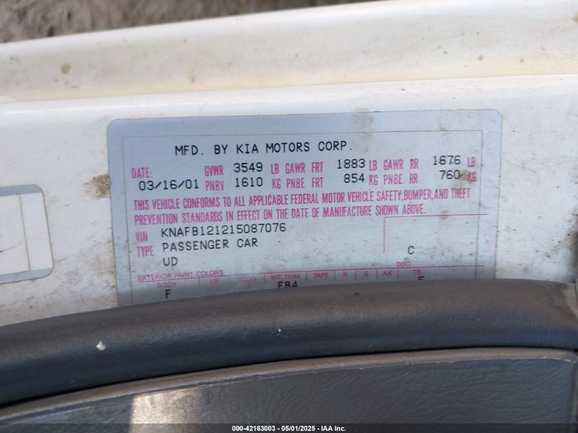 MFD. BY KIA MOTORS CORP.
DATE: GVWR 3549 LB GAWR FRT 1883 LB GAWR RR 1676 LB
03/16/01 PNBV 1610 KG PNBE FRT 854 KG PNBE RR 760 KG
THIS VEHICLE CONFORMS TO ALL APPLICABLE FEDERAL MOTOR VEHICLE SAFETY,BUMPER,AND THEFT
PREVENTION STANDARDS IN EFFECT ON THE DATE OF MANUFACTURE SHOWN ABOVE.
VIN KNAFB121215087076
TYPE PASSENGER CAR
UD C
EXTERIOR PAINT COLORS
000-42163003 - 05/01/2025 - IAA Inc.